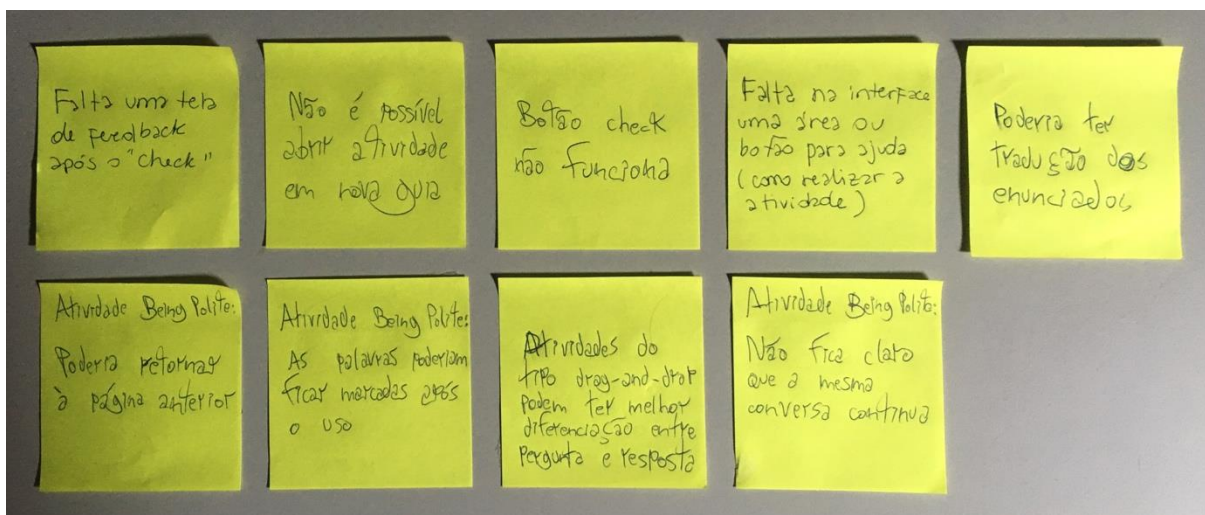 Falta uma tela
de feedback
após o "check"
Não é possível
abrir atividade
em nova guia
Botão check
não funciona
Falta na interface
uma área ou
botão para ajuda
(como realizar a
atividade)
Poderia ter
tradução dos
enunciados
Atividade Being Polite:
Poderia retornar
à página anterior
Atividade Being Polite:
As palavras poderiam
ficar marcadas após
o uso
Atividades do
tipo drag-and-drop
podem ter melhor
diferenciação entre
pergunta e resposta
Atividade Being Polite:
Não fica claro
que a mesma
conversa continua